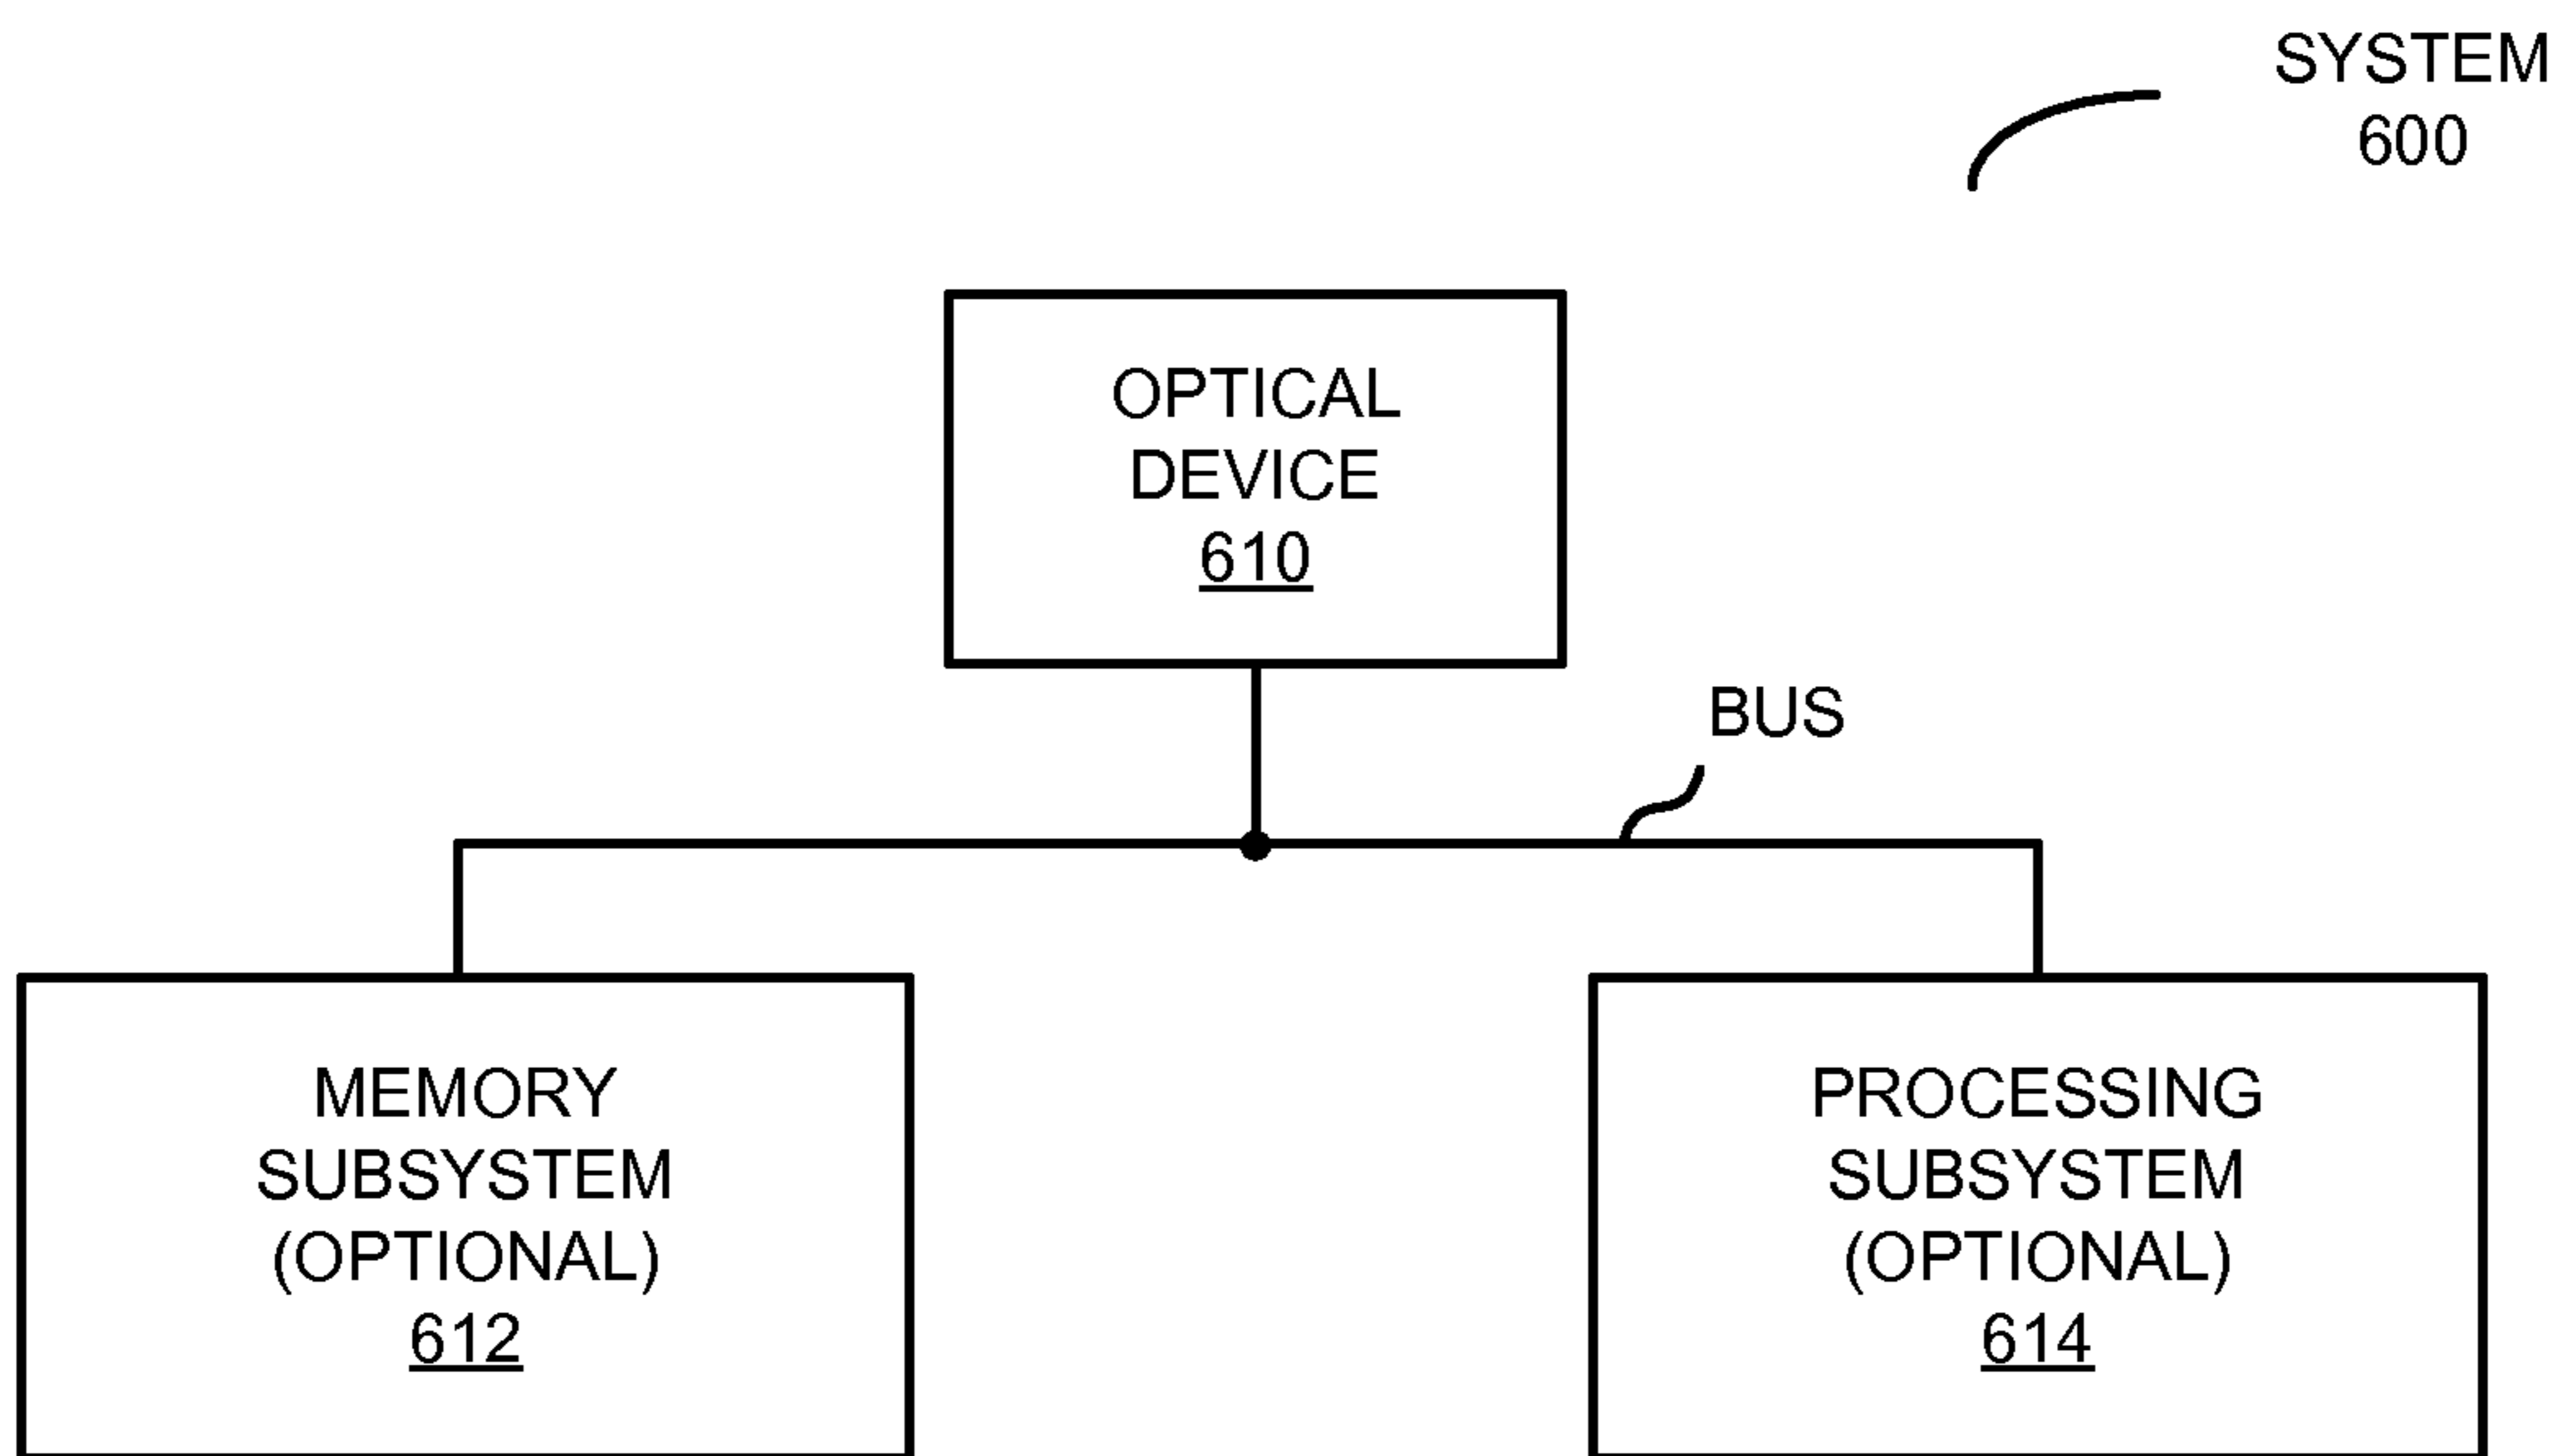 SYSTEM
600
OPTICAL
DEVICE
610
BUS
MEMORY
SUBSYSTEM
(OPTIONAL)
612
PROCESSING
SUBSYSTEM
(OPTIONAL)
614